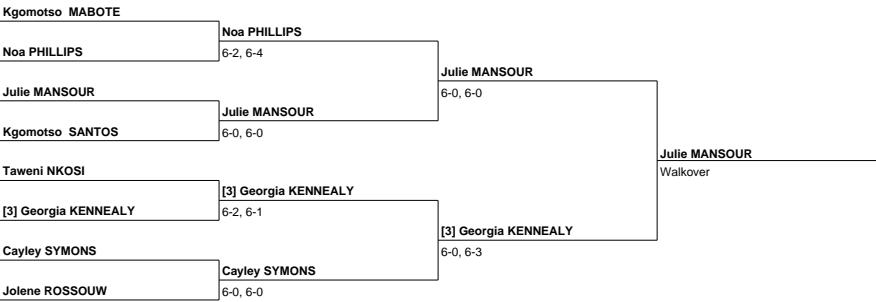 Kgomotso  MABOTE
Noa PHILLIPS
Noa PHILLIPS
6-2, 6-4
Julie MANSOUR
6-0, 6-0
Julie MANSOUR
Julie MANSOUR
Kgomotso  SANTOS
6-0, 6-0
Julie MANSOUR
Walkover
Taweni NKOSI
[3] Georgia KENNEALY
[3] Georgia KENNEALY
6-2, 6-1
[3] Georgia KENNEALY
6-0, 6-3
Cayley SYMONS
Cayley SYMONS
Jolene ROSSOUW
6-0, 6-0